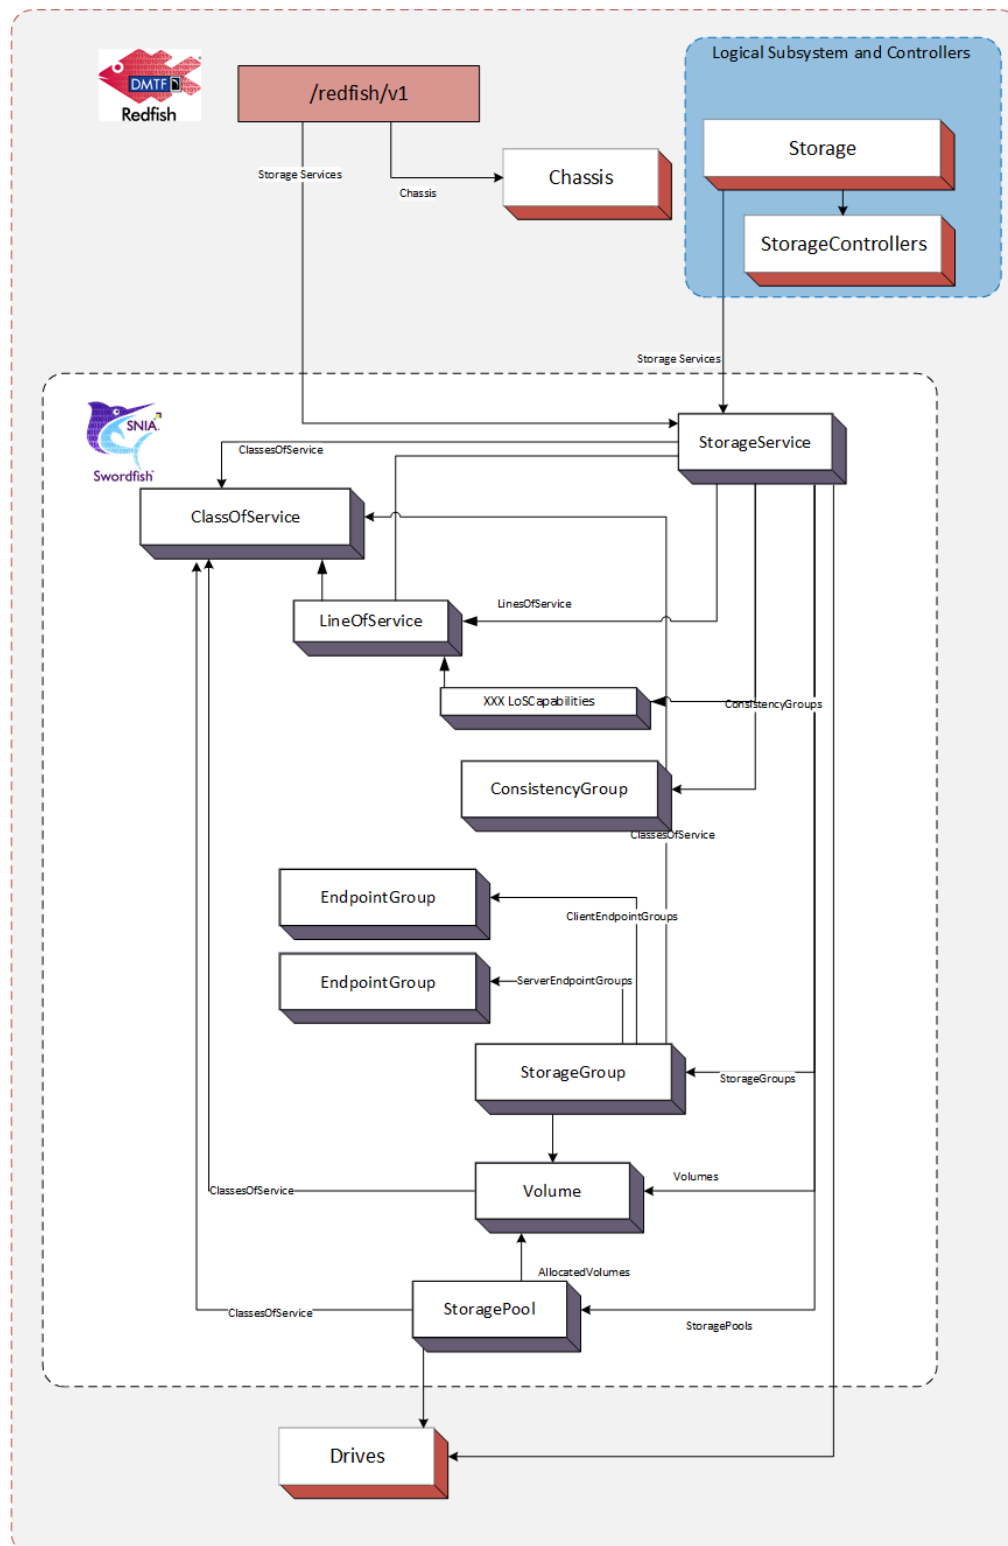 Logical Subsystem and Controllers
DMTF
Redfish
/redfish/v1
Storage
Storage Services
Chassis
Chassis
StorageControllers
Storage Services
SNIA
Swordfish
StorageService
ClassesOfService
ClassOfService
LinesOfService
LineOfService
XXX LoSCapabilities
ConsistencyGroups
ConsistencyGroup
ClassesOfService
EndpointGroup
ClientEndpointGroups
EndpointGroup
ServerEndpointGroups
StorageGroup
StorageGroups
Volumes
ClassesOfService
Volume
AllocatedVolumes
ClassesOfService
StoragePool
StoragePools
Drives